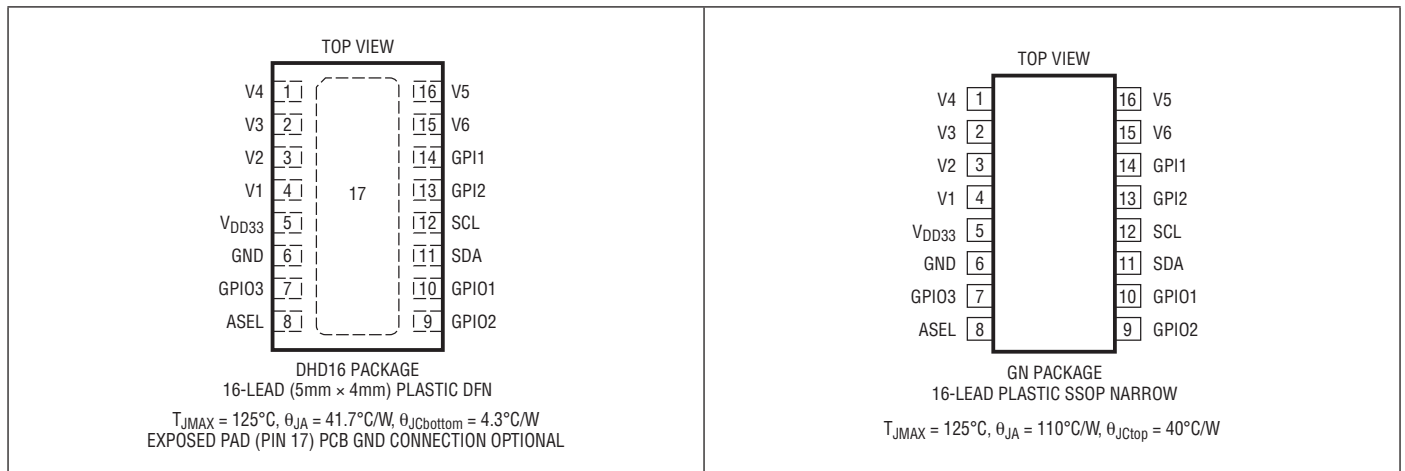 TOP VIEW
V4 1 16 V5
V3 2 15 V6
V2 3 14 GPI1
V1 4 17 13 GPI2
VDD33 5 12 SCL
GND 6 11 SDA
GPIO3 7 10 GPIO1
ASEL 8 9 GPIO2
DHD16 PACKAGE
16-LEAD (5mm × 4mm) PLASTIC DFN
TJMAX = 125°C, θJA = 41.7°C/W, θJCbottom = 4.3°C/W
EXPOSED PAD (PIN 17) PCB GND CONNECTION OPTIONAL
TOP VIEW
V4 1 16 V5
V3 2 15 V6
V2 3 14 GPI1
V1 4 13 GPI2
VDD33 5 12 SCL
GND 6 11 SDA
GPIO3 7 10 GPIO1
ASEL 8 9 GPIO2
GN PACKAGE
16-LEAD PLASTIC SSOP NARROW
TJMAX = 125°C, θJA = 110°C/W, θJCtop = 40°C/W